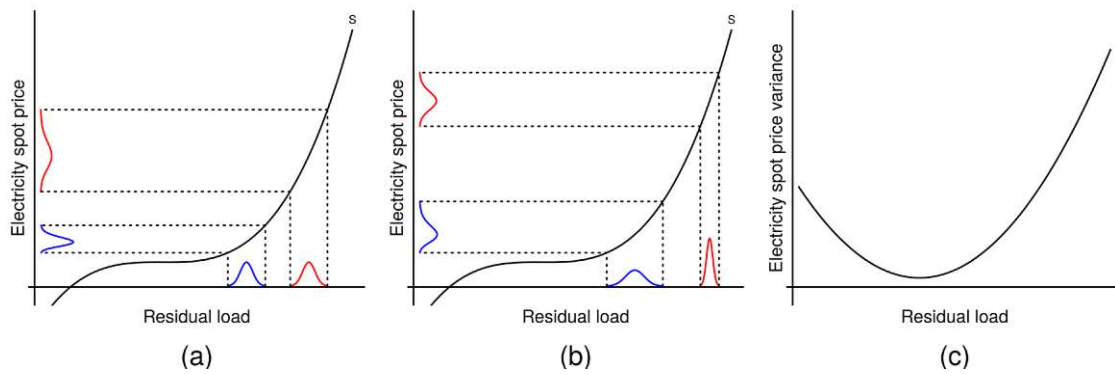 Electricity spot price
s
Residual load
(a)
Electricity spot price
s
Residual load
(b)
Electricity spot price variance
Residual load
(c)